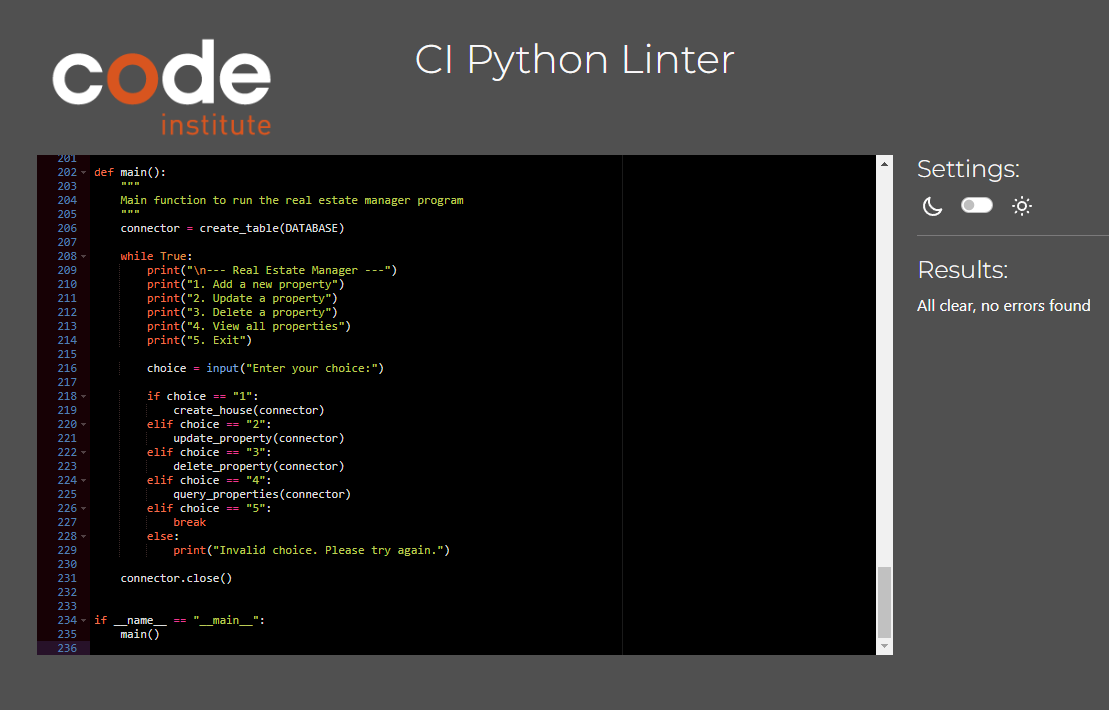 code
institute
CI Python Linter
201
202 def main():
203     """
204     Main function to run the real estate manager program
205     """
206     connector = create_table(DATABASE)
207
208     while True:
209         print("\n--- Real Estate Manager ---")
210         print("1. Add a new property")
211         print("2. Update a property")
212         print("3. Delete a property")
213         print("4. View all properties")
214         print("5. Exit")
215
216         choice = input("Enter your choice:")
217
218         if choice == "1":
219             create_house(connector)
220         elif choice == "2":
221             update_property(connector)
222         elif choice == "3":
223             delete_property(connector)
224         elif choice == "4":
225             query_properties(connector)
226         elif choice == "5":
227             break
228         else:
229             print("Invalid choice. Please try again.")
230
231     connector.close()
232
233
234 if __name__ == "__main__":
235     main()
236
Settings:
Results:
All clear, no errors found